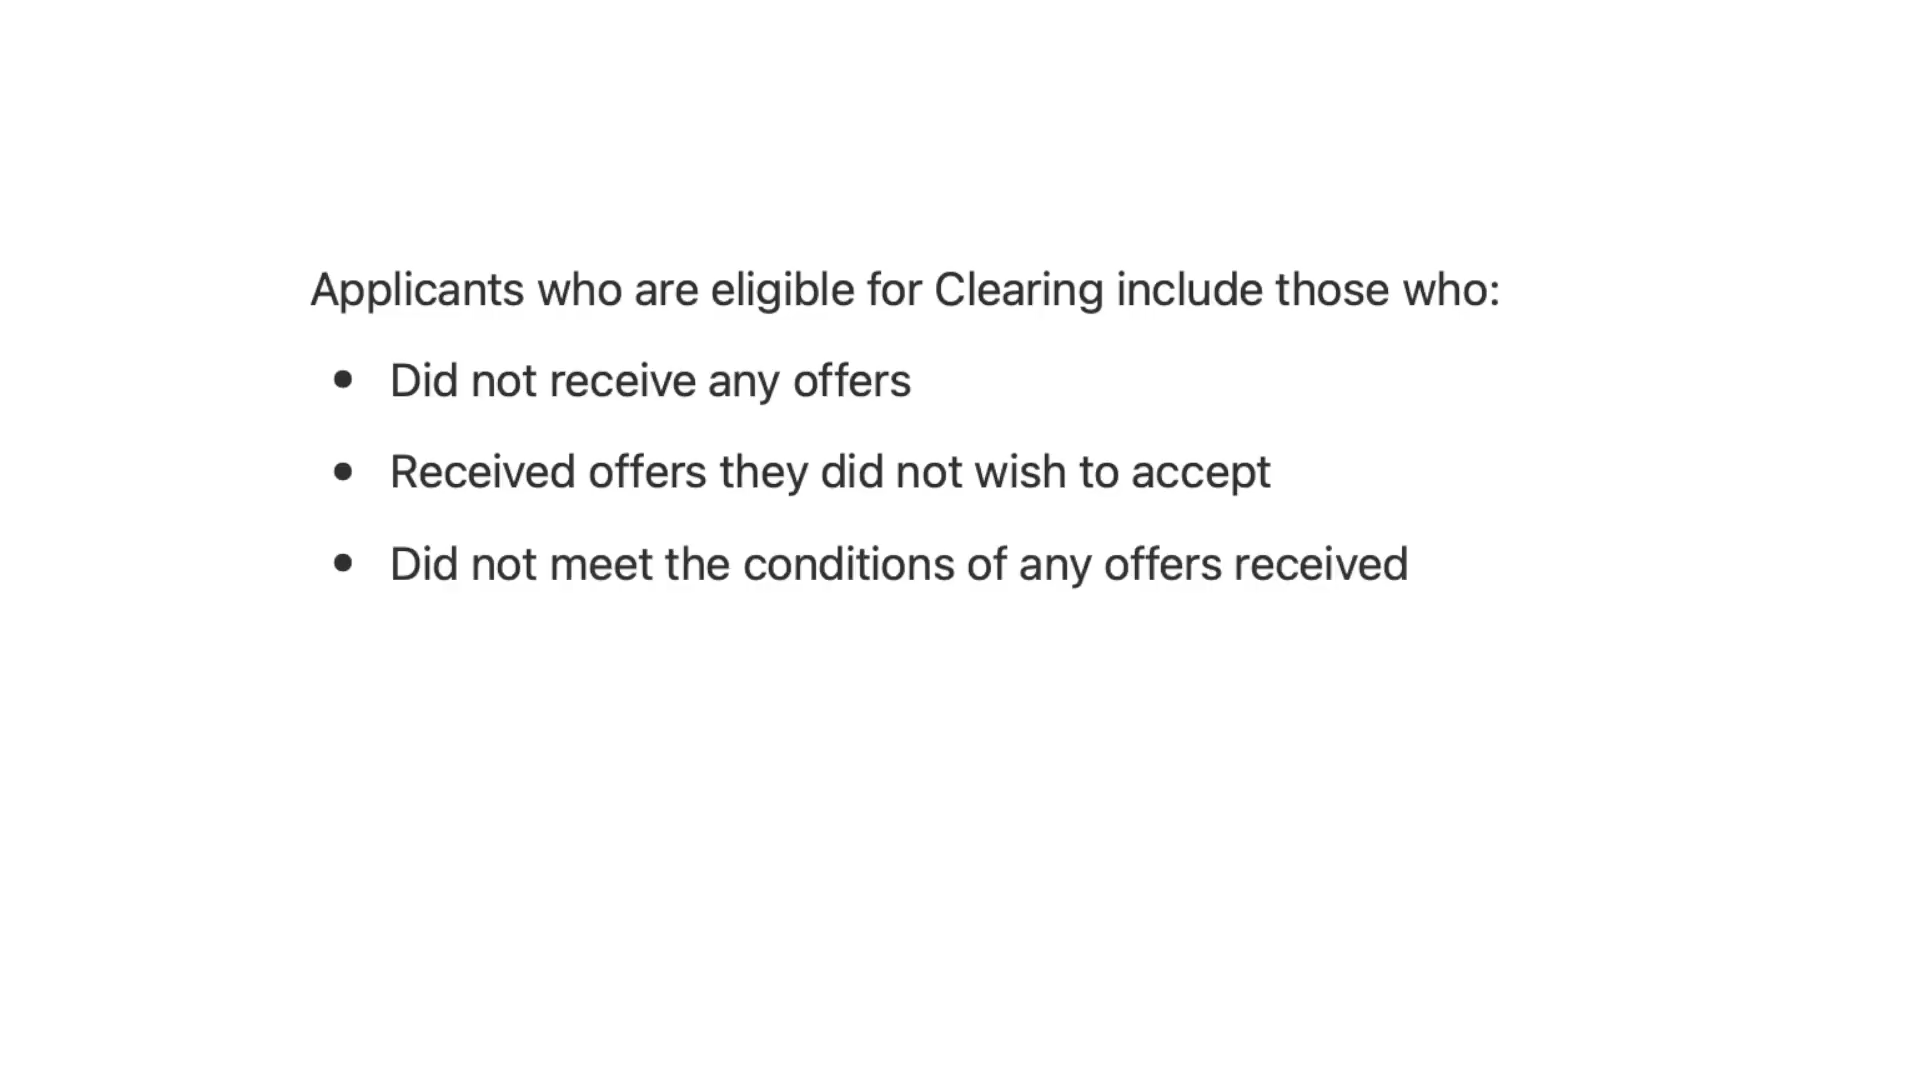 Applicants who are eligible for Clearing include those who:
• Did not receive any offers
• Received offers they did not wish to accept
• Did not meet the conditions of any offers received